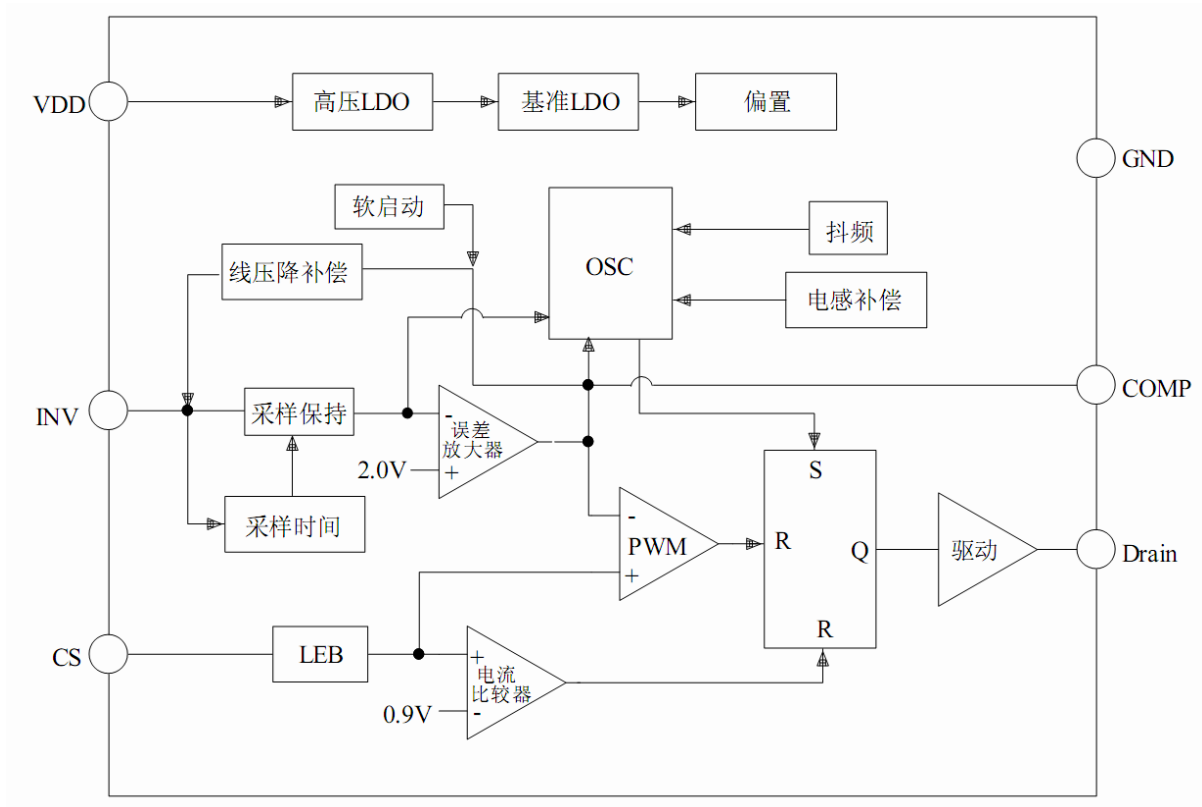 VDD
高压LDO
基准LDO
偏置
GND
软启动
抖频
线压降补偿
OSC
电感补偿
COMP
INV
采样保持
-
误差
放大器
2.0V
+
采样时间
S
-
PWM
+
R
Q
驱动
Drain
R
CS
LEB
+
电流
比较器
0.9V
-